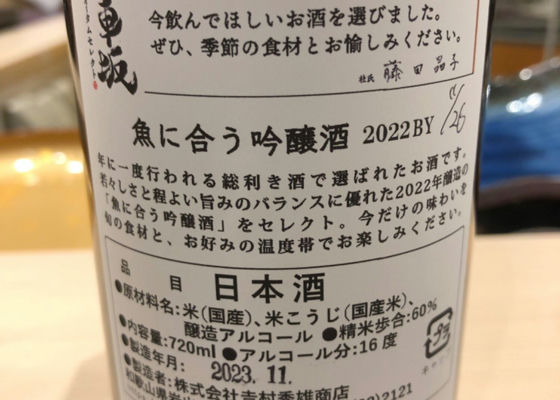 車坂
今飲んでほしいお酒を選びました。
ぜひ、季節の食材とお愉しみください。
杜氏 藤田晶子
魚に合う吟醸酒 2022BY
年に一度行われる総利き酒で選ばれたお酒です。
若々しさと程よい旨みのバランスに優れた2022年醸造の
「魚に合う吟醸酒」をセレクト。今だけの味わいを
旬の食材と、お好みの温度帯でお楽しみください。
品目 日本酒
●原材料名:米(国産)、米こうじ(国産米)、
醸造アルコール ●精米歩合:60%
●内容量:720ml ●アルコール分:16度
●製造年月: 2023.11.
●製造者:株式会社吉村秀雄商店